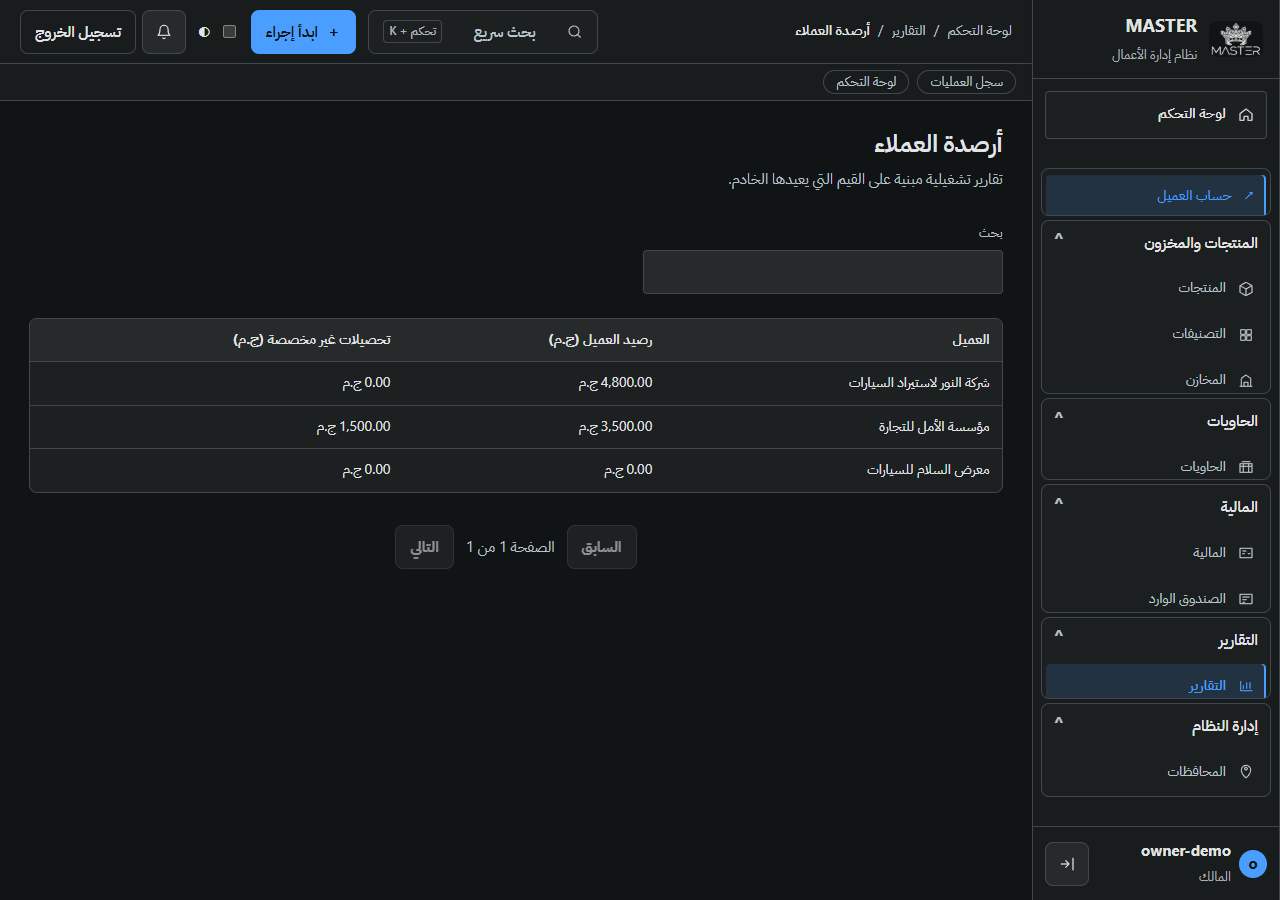 MASTER
نظام إدارة الأعمال
MASTER
لوحة التحكم
حساب العميل
المنتجات والمخزون
المنتجات
التصنيفات
المخازن
الحاويات
الحاويات
المالية
المالية
الصندوق الوارد
التقارير
التقارير
إدارة النظام
المحافظات
owner-demo
المالك
o
لوحة التحكم / التقارير / أرصدة العملاء
بحث سريع
تحكم + K
+ ابدأ إجراء
تسجيل الخروج
سجل العمليات
لوحة التحكم
أرصدة العملاء
تقارير تشغيلية مبنية على القيم التي يعيدها الخادم.
بحث
العميل رصيد العميل (ج.م) تحصيلات غير مخصصة (ج.م)
شركة النور لاستيراد السيارات 4,800.00 ج.م 0.00 ج.م
مؤسسة الأمل للتجارة 3,500.00 ج.م 1,500.00 ج.م
معرض السلام للسيارات 0.00 ج.م 0.00 ج.م
السابق الصفحة 1 من 1 التالي